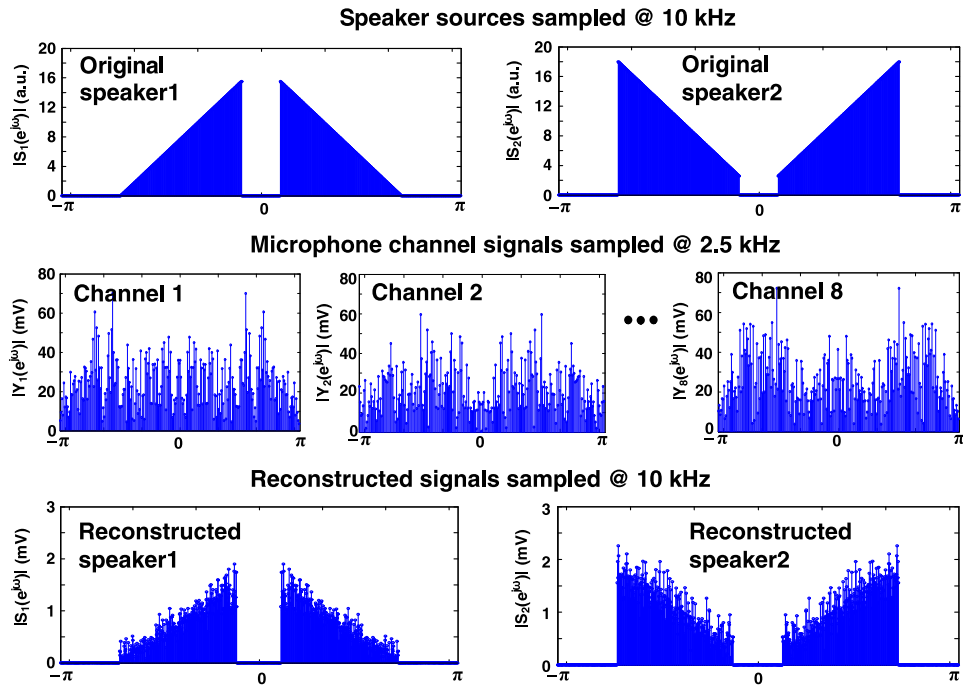 Speaker sources sampled @ 10 kHz
|S₁(e^jω)| (a.u.)
20
16
12
8
4
0
Original
speaker1
−π
0
π
|S₂(e^jω)| (a.u.)
20
16
12
8
4
0
Original
speaker2
−π
0
π
Microphone channel signals sampled @ 2.5 kHz
|Y₁(e^jω)| (mV)
80
60
40
20
0
Channel 1
−π
0
π
|Y₂(e^jω)| (mV)
80
60
40
20
0
Channel 2
−π
0
π
•••
|Y₈(e^jω)| (mV)
80
60
40
20
0
Channel 8
−π
0
π
Reconstructed signals sampled @ 10 kHz
|S₁(e^jω)| (mV)
3
2
1
0
Reconstructed
speaker1
−π
0
π
|S₂(e^jω)| (mV)
3
2
1
0
Reconstructed
speaker2
−π
0
π